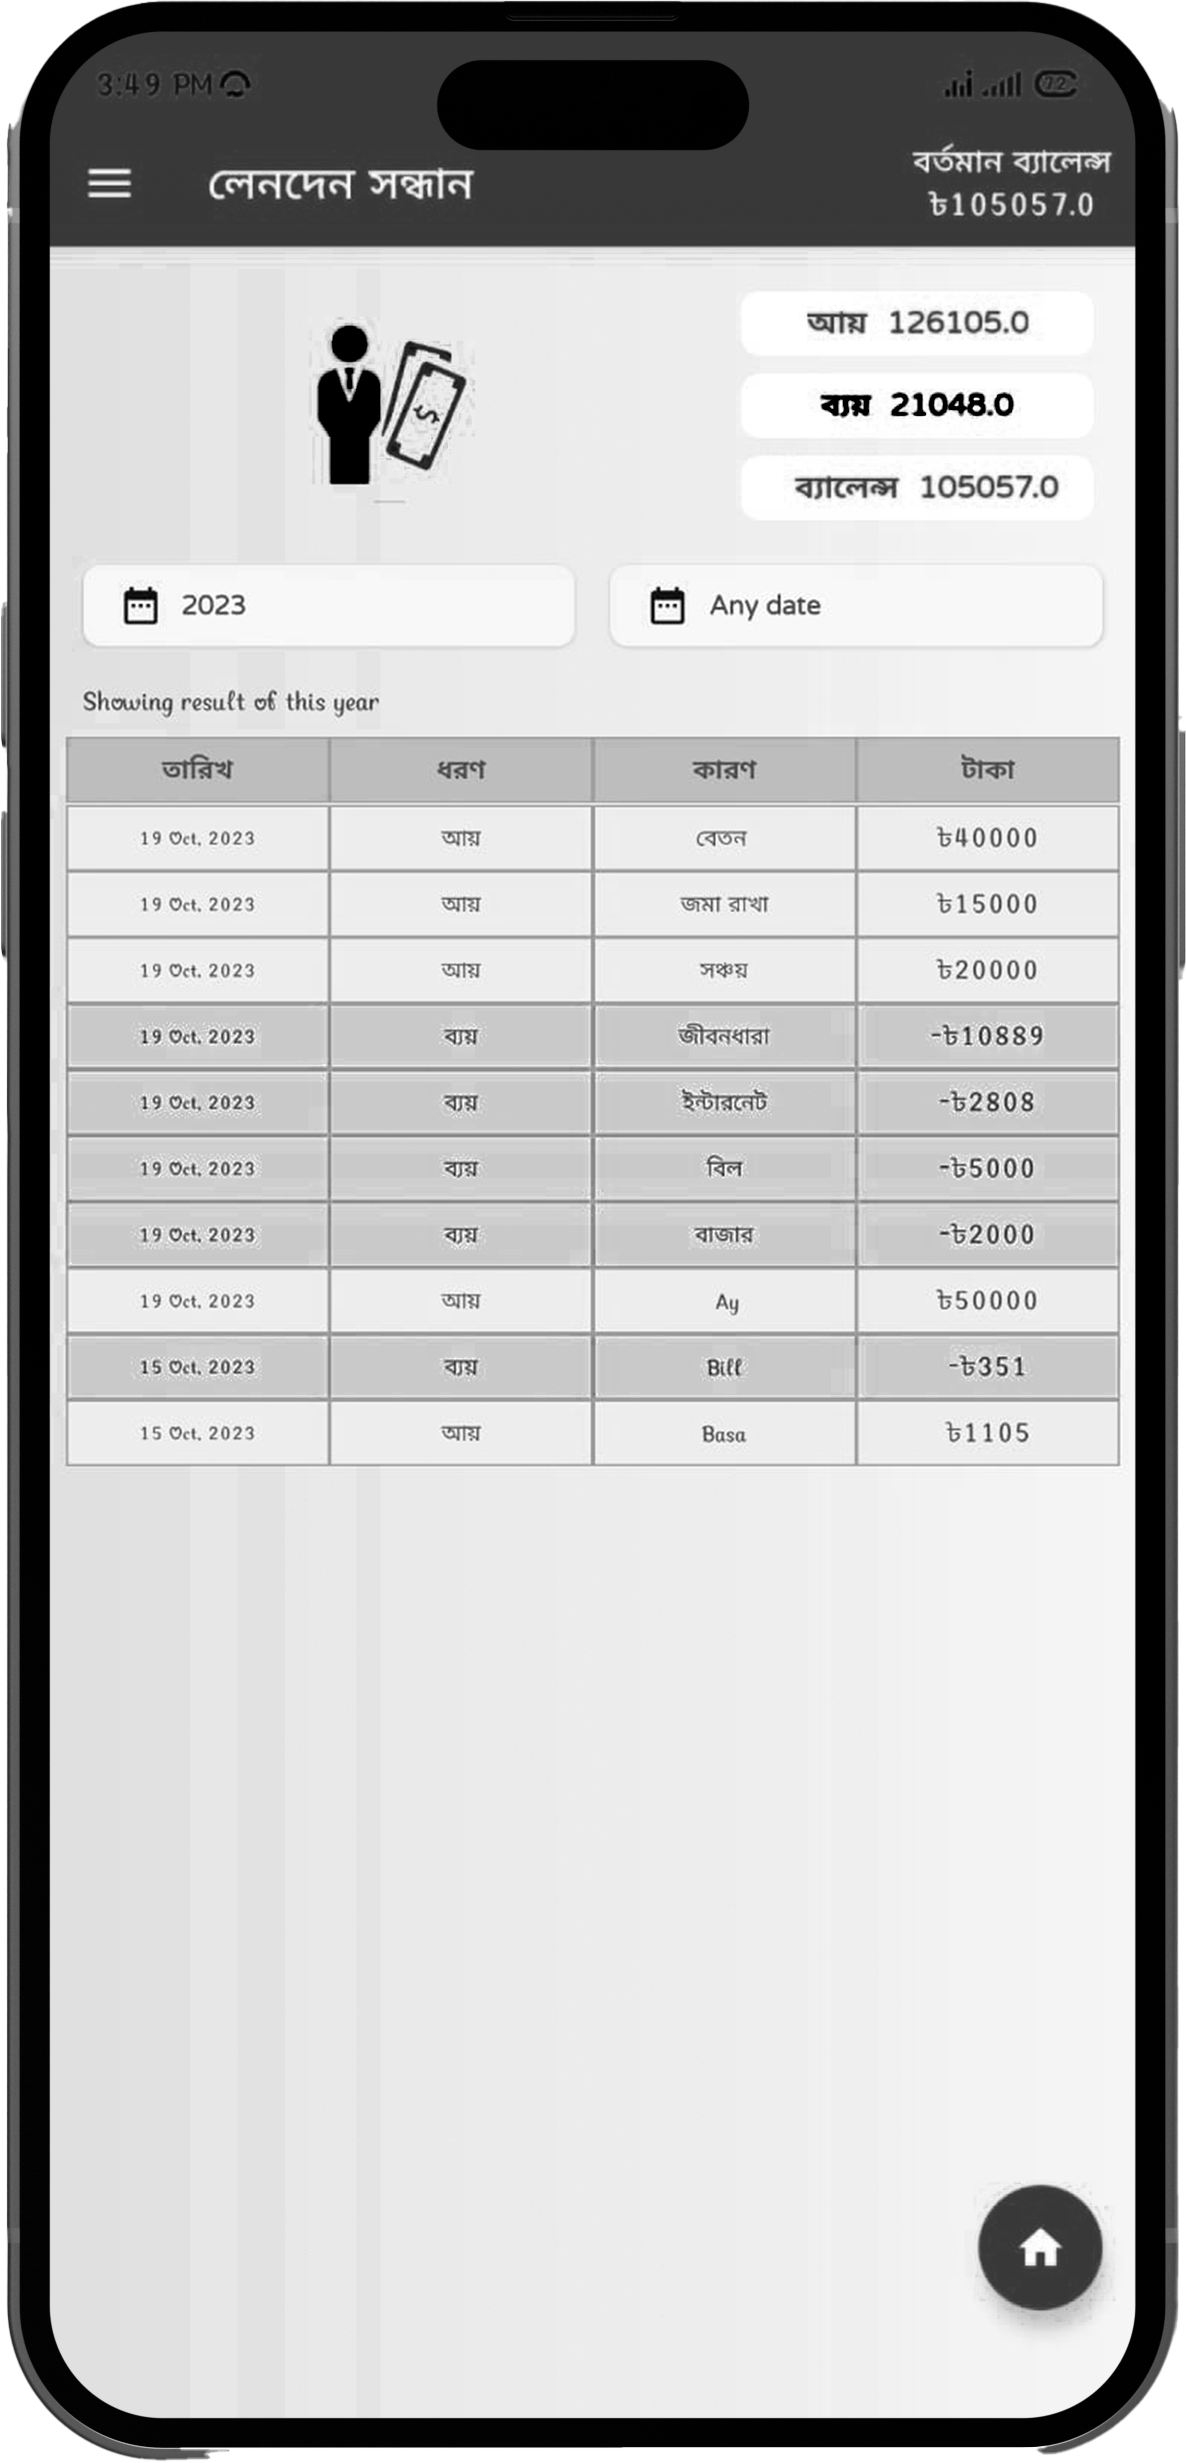 3:49 PM
72
লেনদেন সন্ধান
বর্তমান ব্যালেন্স
৳105057.0
আয় 126105.0
ব্যয় 21048.0
ব্যালেন্স 105057.0
2023
Any date
Showing result of this year
তারিখ ধরণ কারণ টাকা
19 Oct, 2023 আয় বেতন ৳40000
19 Oct, 2023 আয় জমা রাখা ৳15000
19 Oct, 2023 আয় সঞ্চয় ৳20000
19 Oct, 2023 ব্যয় জীবনধারা -৳10889
19 Oct, 2023 ব্যয় ইন্টারনেট -৳2808
19 Oct, 2023 ব্যয় বিল -৳5000
19 Oct, 2023 ব্যয় বাজার -৳2000
19 Oct, 2023 আয় Ay ৳50000
15 Oct, 2023 ব্যয় Bill -৳351
15 Oct, 2023 আয় Basa ৳1105